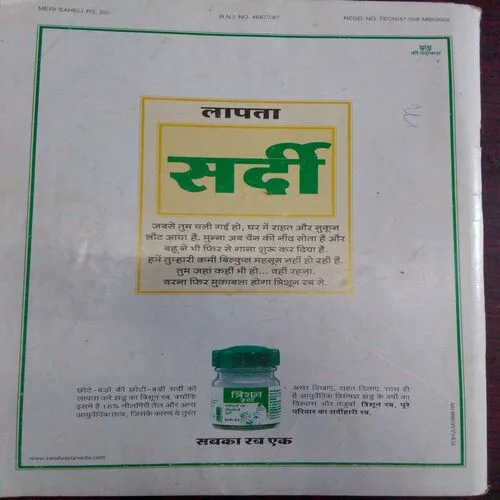 MERI SAHELI-RS. 20/-
R.N.I. NO. 46877/87
REGD. NO. TECH/47-558 MBI/2002
झंडु
लापता
सर्दी
जबसे तुम चली गई हो, घर में राहत और सुकून
लौट आया है. मुन्ना अब चैन की नींद सोता है और
बहू ने भी फिर से गाना शुरू कर दिया है.
हमें तुम्हारी कमी बिल्कुल महसूस नहीं हो रही है.
तुम जहां कहीं भी हो... वहीं रहना.
वरना फिर मुकाबला होगा त्रिशून रब से.
छोटे-बड़ों की छोटी-बड़ी सर्दी को
लापता करे झंडु का त्रिशून रब. क्योंकि
इसमें है 16% नीलगिरी तेल और अन्य
आयुर्वेदिक तत्व, जिसके कारण ये तुरंत
त्रिशून
असर दिखाए, राहत दिलाए. साथ ही
है आयुर्वेदिक विशेषज्ञ झंडु के वर्षों का
विश्वास और तजुर्बा. त्रिशून रब, पूरे
परिवार का सर्दीहारी रब.
सबका रब एक
www.zanduayurveda.com